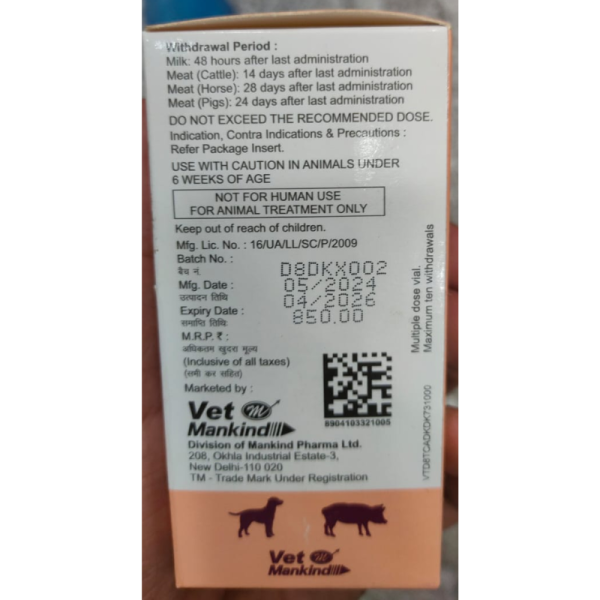 Withdrawal Period :
Milk: 48 hours after last administration
Meat (Cattle): 14 days after last administration
Meat (Horse): 28 days after last administration
Meat (Pigs): 24 days after last administration
DO NOT EXCEED THE RECOMMENDED DOSE.
Indication, Contra Indications & Precautions :
Refer Package Insert.
USE WITH CAUTION IN ANIMALS UNDER
6 WEEKS OF AGE
NOT FOR HUMAN USE
FOR ANIMAL TREATMENT ONLY
Keep out of reach of children.
Mfg. Lic. No. : 16/UA/LL/SC/P/2009
Batch No. : D8DKX002
बैच नं.
Mfg. Date : 05/2024
उत्पादन तिथि
Expiry Date : 04/2026
समाप्ति तिथि
M.R.P. ₹ : 850.00
अधिकतम खुदरा मूल्य
(Inclusive of all taxes)
(सभी कर सहित)
Marketed by :
Vet
Mankind
Division of Mankind Pharma Ltd.
208, Okhla Industrial Estate-3,
New Delhi-110 020
TM - Trade Mark Under Registration
8904103321005
Multiple dose vial.
Maximum ten withdrawals
VTD8TCADKDK731000
Vet
Mankind